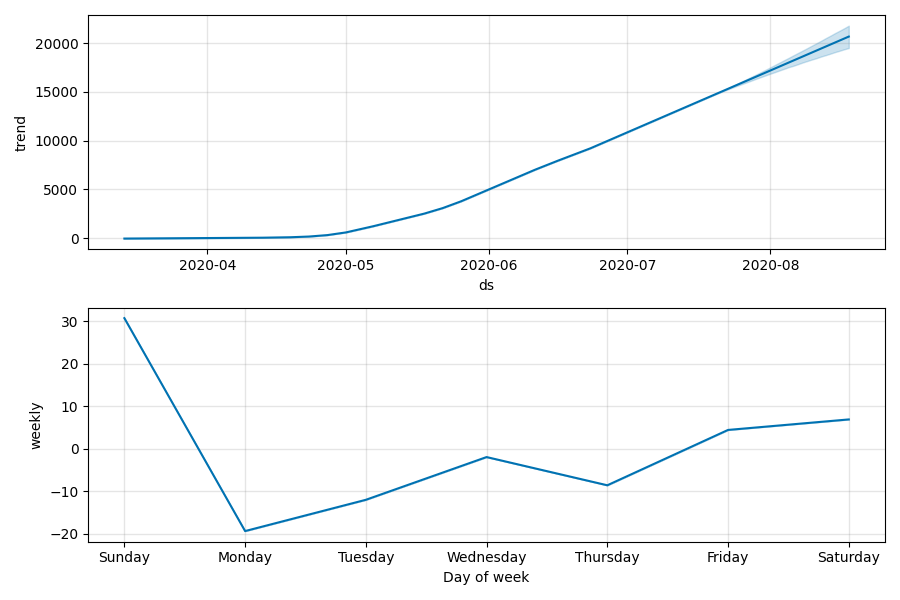 20000
15000
10000
5000
0
trend
2020-04 2020-05 2020-06 2020-07 2020-08
ds
30
20
10
0
−10
−20
weekly
Sunday Monday Tuesday Wednesday Thursday Friday Saturday
Day of week